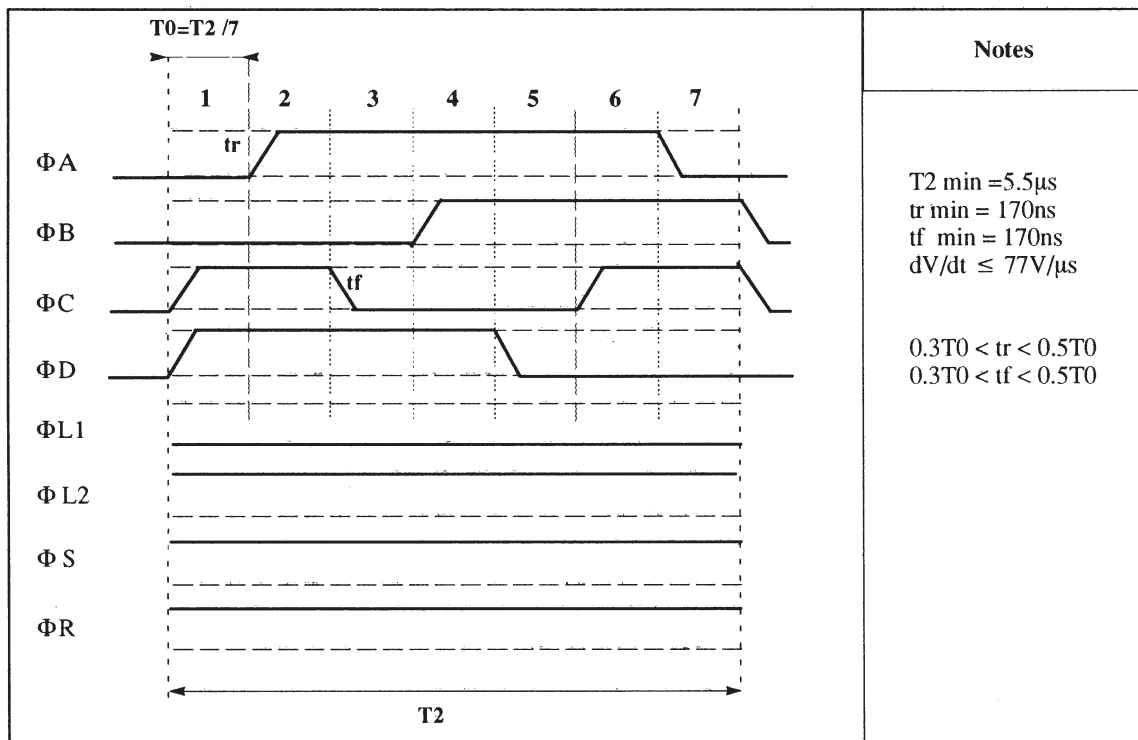 T0=T2 /7
Notes
1 2 3 4 5 6 7
tr
ΦA
ΦB
tf
ΦC
ΦD
ΦL1
ΦL2
ΦS
ΦR
T2
T2 min =5.5µs
tr min = 170ns
tf min = 170ns
dV/dt ≤ 77V/µs
0.3T0 < tr < 0.5T0
0.3T0 < tf < 0.5T0